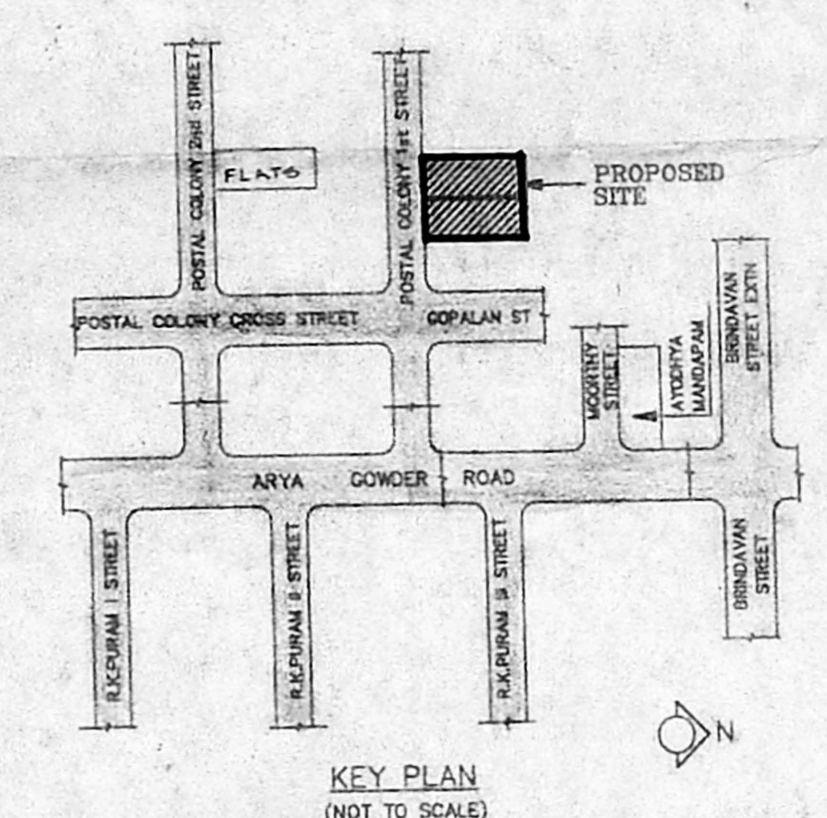 POSTAL COLONY 2nd STREET
POSTAL COLONY 1st STREET
FLATS
PROPOSED
SITE
POSTAL COLONY CROSS STREET
GOPALAN ST
MOORTHY
STREET
AYODHYA
MANDAPAM
BRINDAVAN
STREET EXTN
ARYA GOWDER ROAD
R.K.PURAM I STREET
R.K.PURAM II STREET
R.K.PURAM III STREET
BRINDAVAN
STREET
N
KEY PLAN
(NOT TO SCALE)